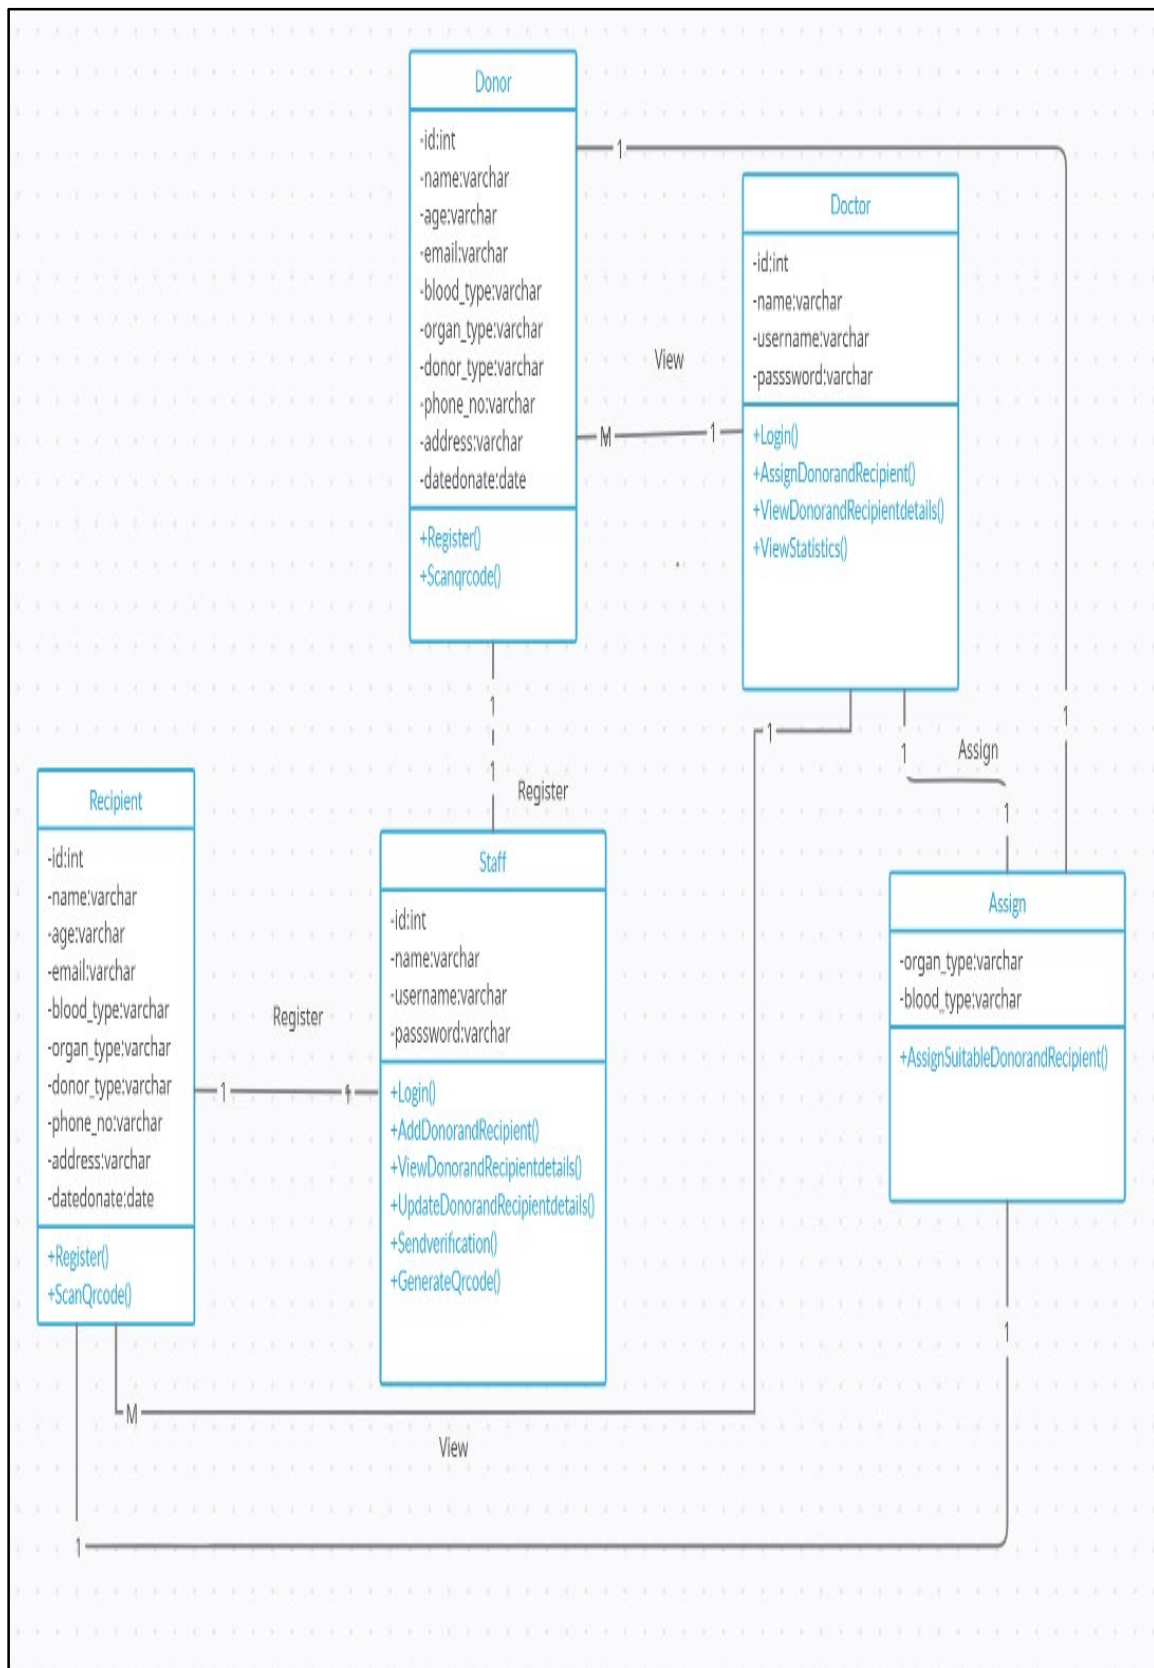 Donor
-id:int
-name:varchar
-age:varchar
-email:varchar
-blood_type:varchar
-organ_type:varchar
-donor_type:varchar
-phone_no:varchar
-address:varchar
-datedonate:date
+Register()
+Scanqrcode()
1
Doctor
-id:int
-name:varchar
-username:varchar
-passsword:varchar
+Login()
+AssignDonorandRecipient()
+ViewDonorandRecipientdetails()
+ViewStatistics()
View
M
1
1
1
Register
1
1
Assign
1
1
Recipient
-id:int
-name:varchar
-age:varchar
-email:varchar
-blood_type:varchar
-organ_type:varchar
-donor_type:varchar
-phone_no:varchar
-address:varchar
-datedonate:date
+Register()
+ScanQrcode()
Register
1
Staff
-id:int
-name:varchar
-username:varchar
-passsword:varchar
+Login()
+AddDonorandRecipient()
+ViewDonorandRecipientdetails()
+UpdateDonorandRecipientdetails()
+Sendverification()
+GenerateQrcode()
Assign
-organ_type:varchar
-blood_type:varchar
+AssignSuitableDonorandRecipient()
1
M
View
1